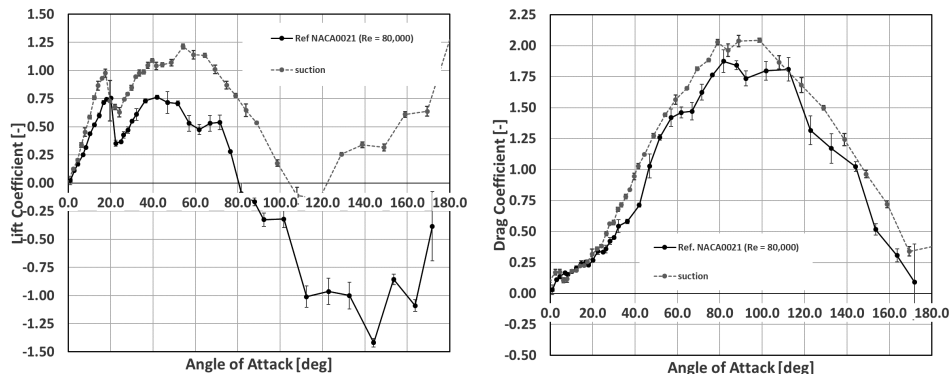 1.50
Ref NACA0021 (Re = 80,000)
suction
1.25
1.00
0.75
0.50
0.25
0.00
0.0 20.0 40.0 60.0 80.0 100.0 120.0 140.0 160.0 180.0
-0.25
-0.50
-0.75
-1.00
-1.25
-1.50
Lift Coefficient [-]
Angle of Attack [deg]
2.25
2.00
1.75
1.50
1.25
1.00
0.75
0.50
0.25
0.00
0.0 20.0 40.0 60.0 80.0 100.0 120.0 140.0 160.0 180.0
-0.25
-0.50
Drag Coefficient [-]
Ref. NACA0021 (Re = 80,000)
suction
Angle of Attack [deg]